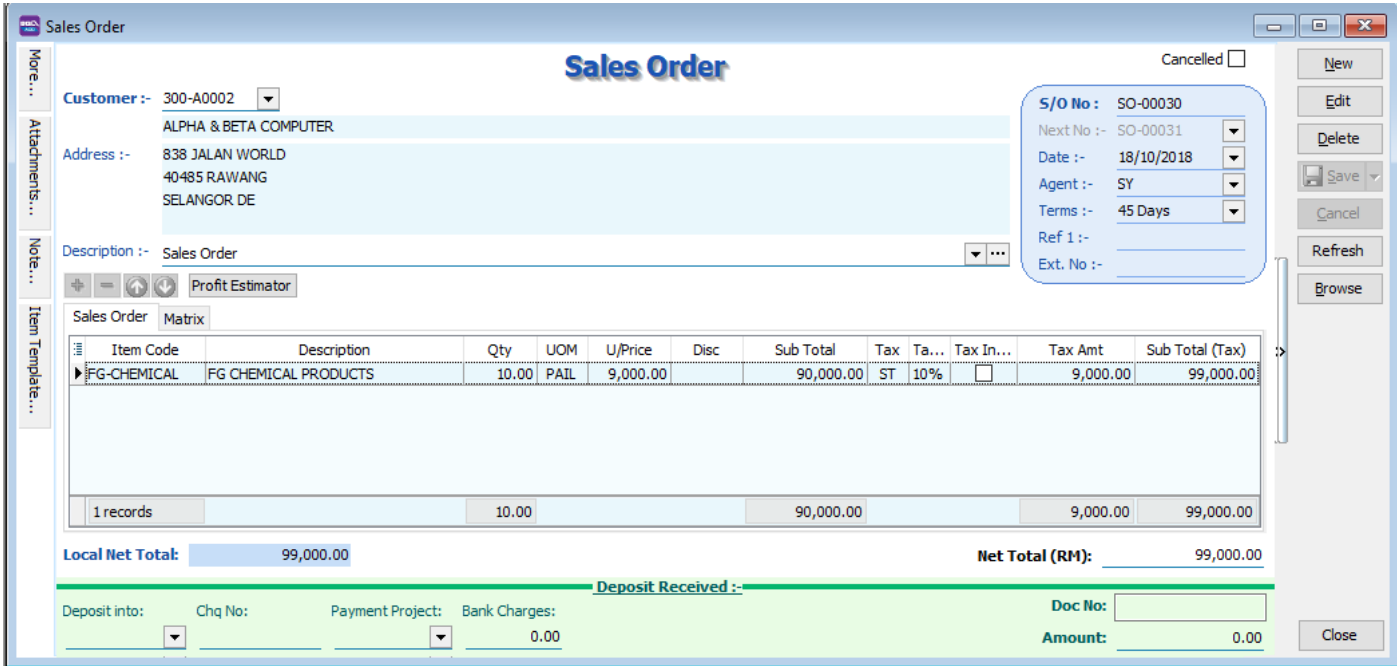 Sales Order
More...
Attachments...
Note...
Item Template...
Sales Order
Cancelled
Customer :- 300-A0002
ALPHA & BETA COMPUTER
Address :- 838 JALAN WORLD
40485 RAWANG
SELANGOR DE
S/O No : SO-00030
Next No :- SO-00031
Date :- 18/10/2018
Agent :- SY
Terms :- 45 Days
Ref 1 :-
Ext. No :-
Description :- Sales Order
Profit Estimator
Sales Order Matrix
Item Code Description Qty UOM U/Price Disc Sub Total Tax Ta... Tax In... Tax Amt Sub Total (Tax)
FG-CHEMICAL FG CHEMICAL PRODUCTS 10.00 PAIL 9,000.00 90,000.00 ST 10% 9,000.00 99,000.00
1 records 10.00 90,000.00 9,000.00 99,000.00
Local Net Total: 99,000.00 Net Total (RM): 99,000.00
Deposit Received :-
Deposit into: Chq No: Payment Project: Bank Charges: Doc No:
0.00 Amount: 0.00
New
Edit
Delete
Save
Cancel
Refresh
Browse
Close